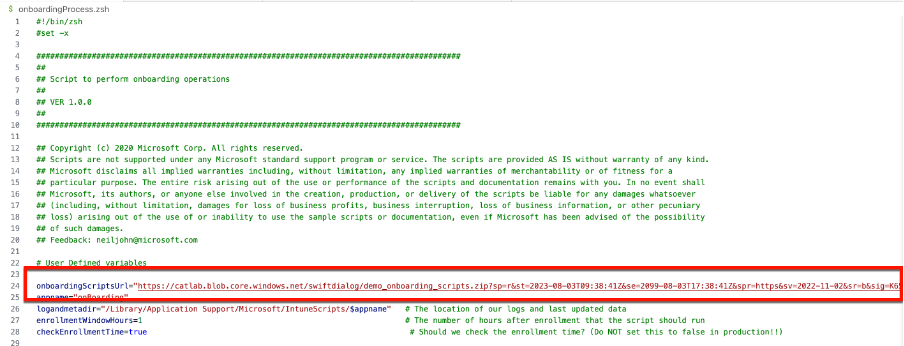 $ onboardingProcess.zsh
1 #!/bin/zsh
2 #set -x
3
4 ############################################################################################
5 ##
6 ## Script to perform onboarding operations
7 ##
8 ## VER 1.0.0
9 ##
10 ############################################################################################
11
12 ## Copyright (c) 2020 Microsoft Corp. All rights reserved.
13 ## Scripts are not supported under any Microsoft standard support program or service. The scripts are provided AS IS without warranty of any kind.
14 ## Microsoft disclaims all implied warranties including, without limitation, any implied warranties of merchantability or of fitness for a
15 ## particular purpose. The entire risk arising out of the use or performance of the scripts and documentation remains with you. In no event shall
16 ## Microsoft, its authors, or anyone else involved in the creation, production, or delivery of the scripts be liable for any damages whatsoever
17 ## (including, without limitation, damages for loss of business profits, business interruption, loss of business information, or other pecuniary
18 ## loss) arising out of the use of or inability to use the sample scripts or documentation, even if Microsoft has been advised of the possibility
19 ## of such damages.
20 ## Feedback: neiljohn@microsoft.com
21
22 # User Defined variables
23
24 onboardingScriptsUrl="https://catlab.blob.core.windows.net/swiftdialog/demo_onboarding_scripts.zip?sp=r&st=2023-08-03T09:38:41Z&se=2099-08-03T17:38:41Z&spr=https&sv=2022-11-02&sr=b&sig=K65
25 appname="onBoarding"
26 logandmetadir="/Library/Application Support/Microsoft/IntuneScripts/$appname" # The location of our logs and last updated data
27 enrollmentWindowHours=1 # The number of hours after enrollment that the script should run
28 checkEnrollmentTime=true # Should we check the enrollment time? (Do NOT set this to false in production!!)
29